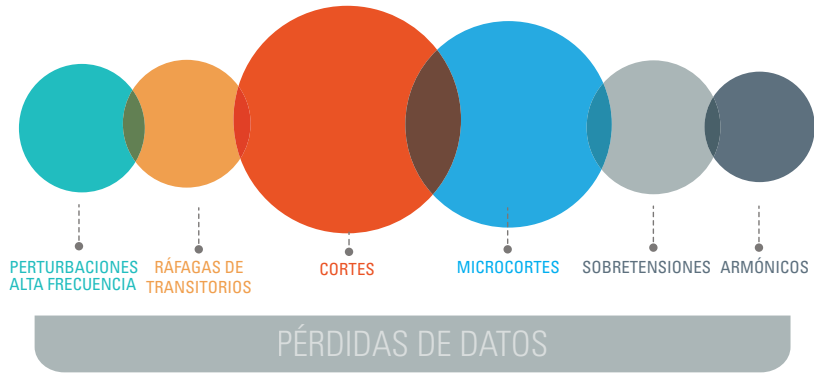 PERTURBACIONES
ALTA FRECUENCIA
RÁFAGAS DE
TRANSITORIOS
CORTES
MICROCORTES
SOBRETENSIONES
ARMÓNICOS
PÉRDIDAS DE DATOS